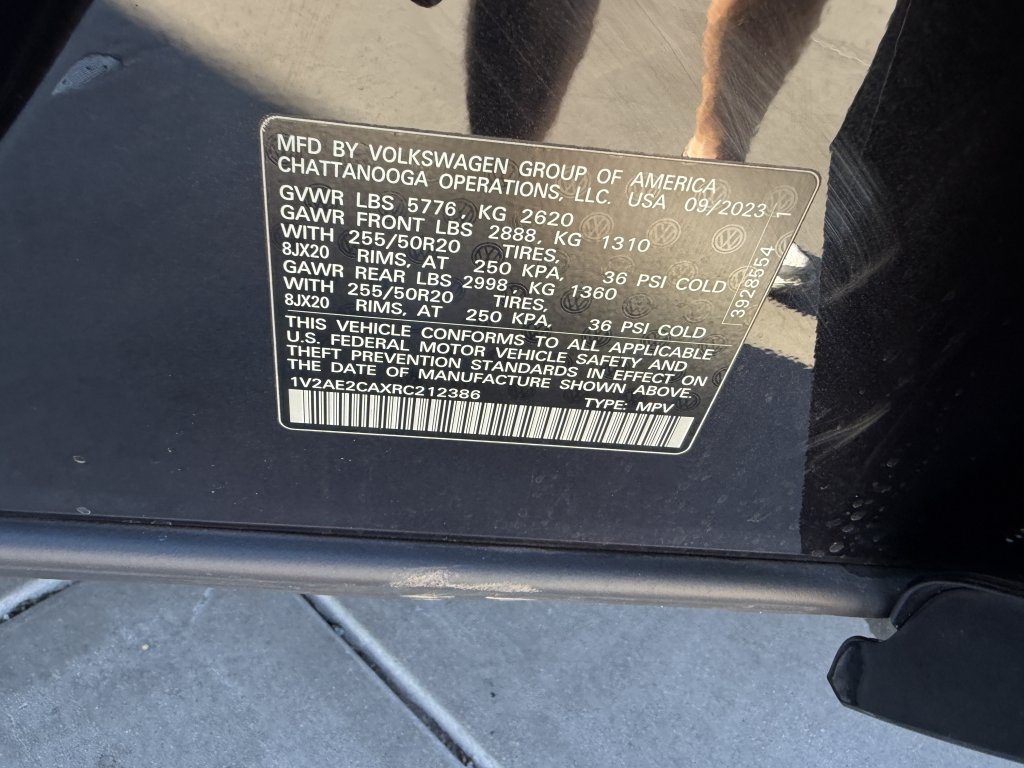 MFD BY VOLKSWAGEN GROUP OF AMERICA
CHATTANOOGA OPERATIONS, LLC. USA 09/2023
GVWR LBS 5776, KG 2620
GAWR FRONT LBS 2888, KG 1310
WITH 255/50R20 TIRES,
8JX20 RIMS, AT 250 KPA, 36 PSI COLD
GAWR REAR LBS 2998, KG 1360
WITH 255/50R20 TIRES,
8JX20 RIMS, AT 250 KPA, 36 PSI COLD
THIS VEHICLE CONFORMS TO ALL APPLICABLE
U.S. FEDERAL MOTOR VEHICLE SAFETY AND
THEFT PREVENTION STANDARDS IN EFFECT ON
THE DATE OF MANUFACTURE SHOWN ABOVE.
1V2AE2CAXRC212386 TYPE: MPV
3928554